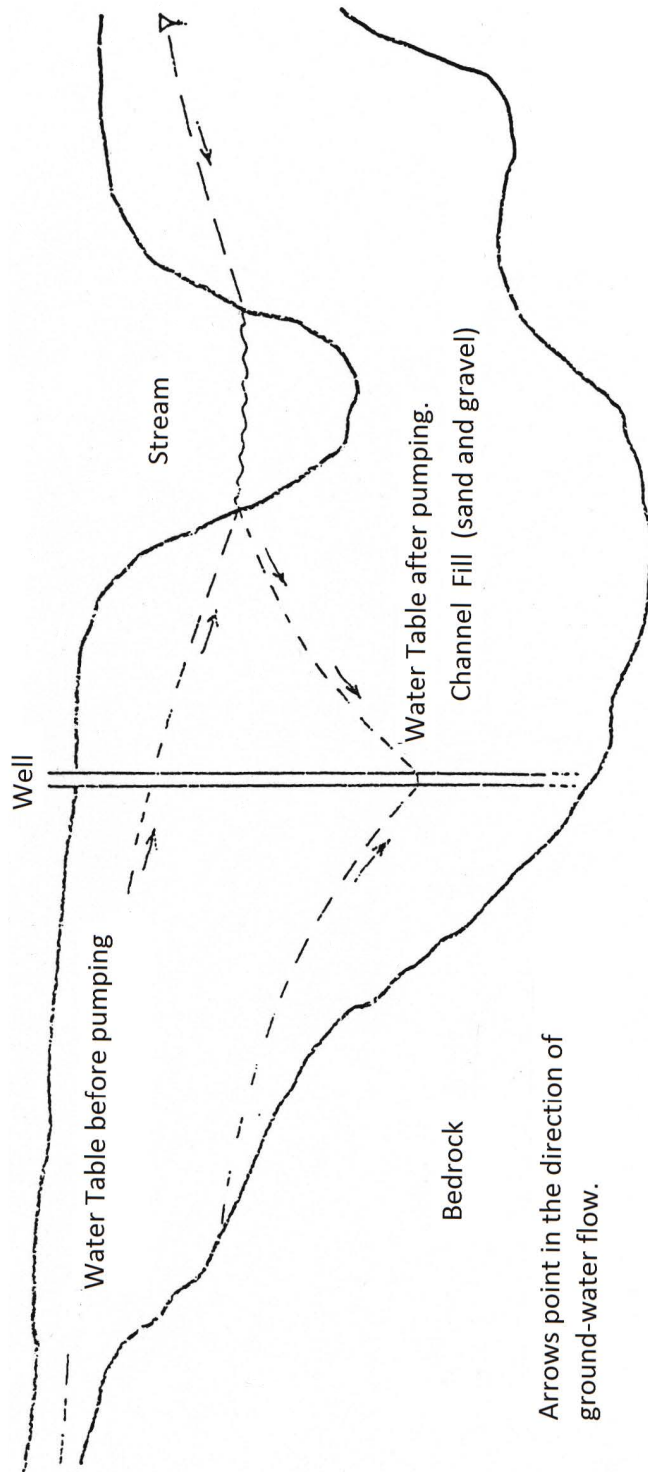 Well
Stream
Water Table before pumping
Water Table after pumping.
Channel Fill (sand and gravel)
Bedrock
Arrows point in the direction of
ground-water flow.